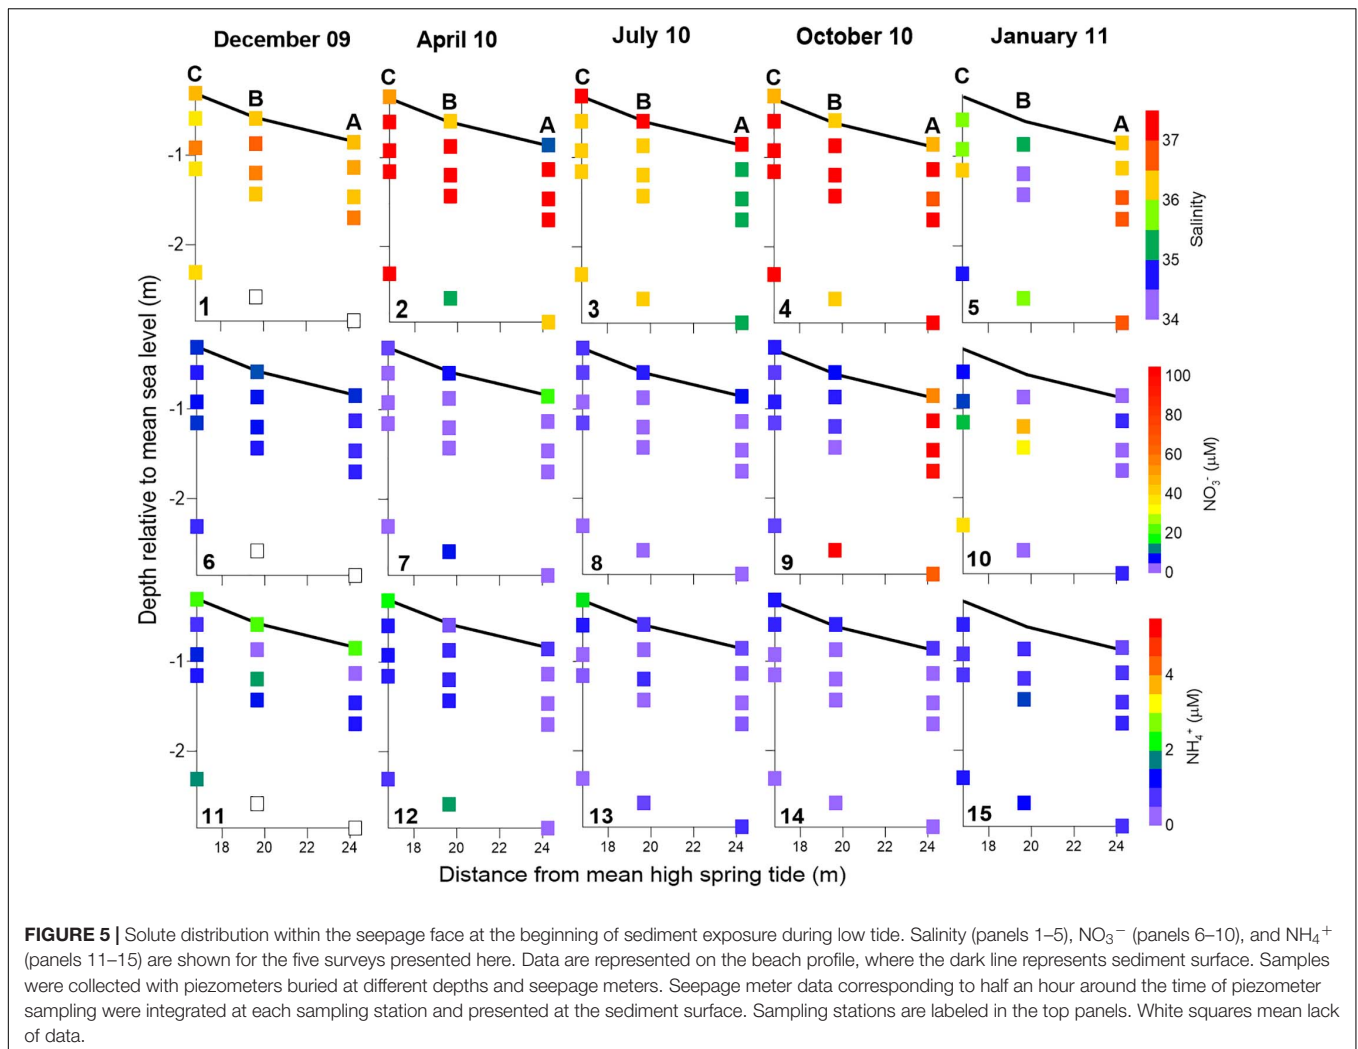 December 09
April 10
July 10
October 10
January 11
C
B
A
C
B
A
C
B
A
C
B
A
C
B
A
-1
-2
1
2
3
4
5
37
36
35
34
Salinity
Depth relative to mean sea level (m)
-1
-2
6
7
8
9
10
100
80
60
40
20
0
NO3- (µM)
-1
-2
11
12
13
14
15
4
2
0
NH4+ (µM)
18 20 22 24
18 20 22 24
18 20 22 24
18 20 22 24
18 20 22 24
Distance from mean high spring tide (m)
FIGURE 5 | Solute distribution within the seepage face at the beginning of sediment exposure during low tide. Salinity (panels 1–5), NO3− (panels 6–10), and NH4+
(panels 11–15) are shown for the five surveys presented here. Data are represented on the beach profile, where the dark line represents sediment surface. Samples
were collected with piezometers buried at different depths and seepage meters. Seepage meter data corresponding to half an hour around the time of piezometer
sampling were integrated at each sampling station and presented at the sediment surface. Sampling stations are labeled in the top panels. White squares mean lack
of data.